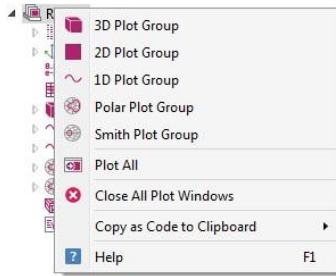 R
3D Plot Group
2D Plot Group
1D Plot Group
Polar Plot Group
Smith Plot Group
Plot All
Close All Plot Windows
Copy as Code to Clipboard
Help F1